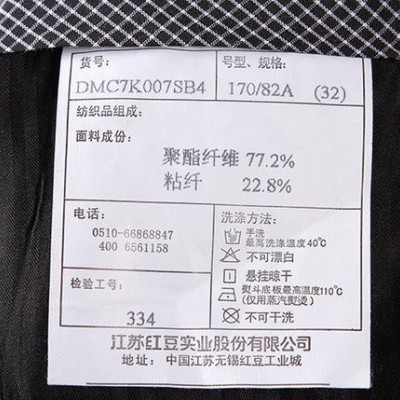 货号:
DMC7K007SB4
号型、规格:
170/82A (32)
纺织品组成:
面料成份:
聚酯纤维 77.2%
粘纤 22.8%
电话:
0510-66868847
400 6561158
检验工号:
334
洗涤方法:
手洗
最高洗涤温度40℃
不可漂白
悬挂晾干
熨斗底板最高温度110℃
(仅用蒸汽熨烫)
不可干洗
江苏红豆实业股份有限公司
地址: 中国江苏无锡红豆工业城